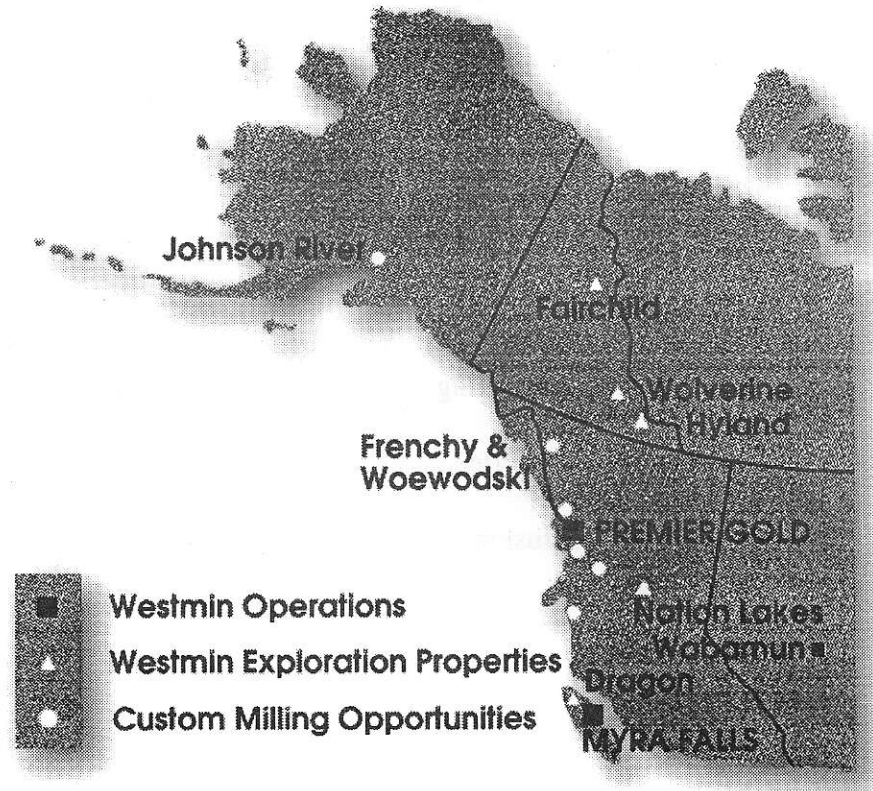 Johnson River
Fairchild
Wolverine
Hyland
Frenchy &
Woewodski
PREMIER GOLD
Nation Lakes
Wabamun
Dragon
MYRA FALLS
Westmin Operations
Westmin Exploration Properties
Custom Milling Opportunities